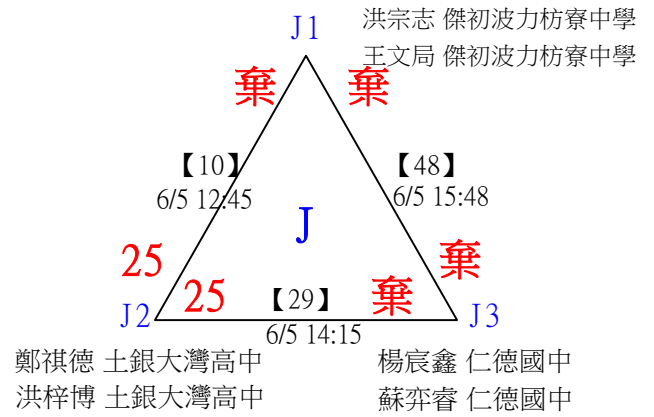 J1
洪宗志 傑初波力枋寮中學
王文局 傑初波力枋寮中學
棄 棄
【10】
6/5 12:45
【48】
6/5 15:48
J
25 棄
25 【29】 棄
J2 J3
6/5 14:15
鄭祺德 土銀大灣高中
洪梓博 土銀大灣高中
楊宸鑫 仁德國中
蘇弈睿 仁德國中